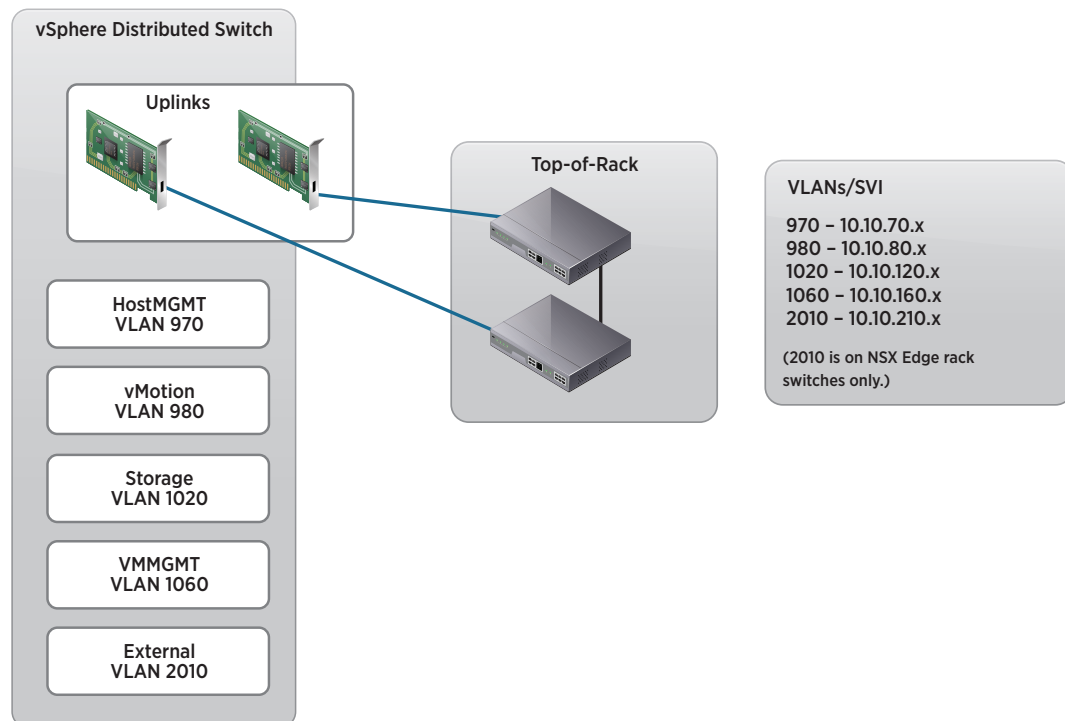 vSphere Distributed Switch
Uplinks
HostMGMT
VLAN 970
vMotion
VLAN 980
Storage
VLAN 1020
VMMGMT
VLAN 1060
External
VLAN 2010
Top-of-Rack
VLANs/SVI
970 – 10.10.70.x
980 – 10.10.80.x
1020 – 10.10.120.x
1060 – 10.10.160.x
2010 – 10.10.210.x
(2010 is on NSX Edge rack
switches only.)